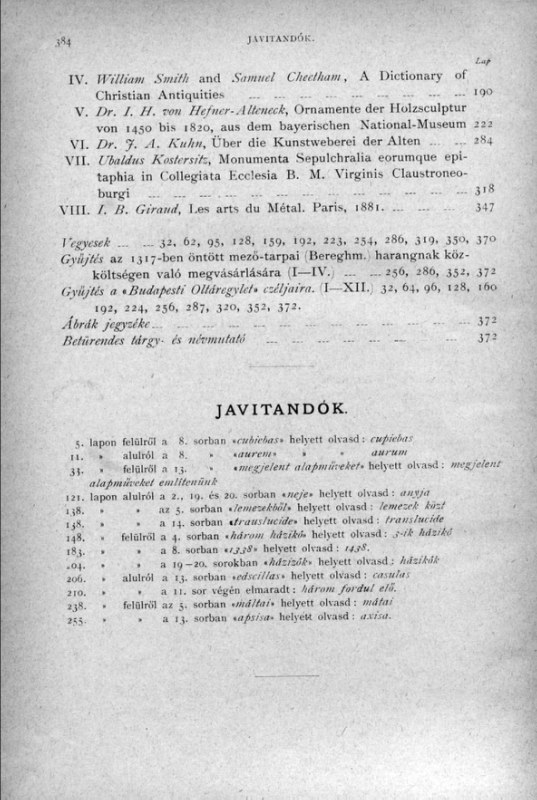 384 JAVITANDÓK.
Lap
IV. William Smith and Samuel Cheetham, A Dictionary of
Christian Antiquities — — — — — — — 190
V. Dr. I. H. von Hefner-Alteneck, Ornamente der Holzsculptur
von 1450 bis 1820, aus dem bayerischen National-Museum 222
VI. Dr. J. A. Kuhn, Über die Kunstweberei der Alten — — 284
VII. Ubaldus Kostersitz, Monumenta Sepulchralia eorumque epi-
taphia in Collegiata Ecclesia B. M. Virginis Claustroneo-
burgi — — — — — — — — — — 318
VIII. I. B. Giraud, Les arts du Métal. Paris, 1881. — — — 347
Vegyesek — — 32, 62, 95, 128, 159, 192, 223, 254, 286, 319, 350, 370
Gyűjtés az 1317-ben öntött mező-tarpai (Bereghm.) harangnak köz-
költségen való megvásárlására (I—IV.) — — 256, 286, 352, 372
Gyűjtés a «Budapesti Oltáregylet» czéljaira. (I—XII.) 32, 64, 96, 128, 160
192, 224, 256, 287, 320, 352, 372.
Ábrák jegyzéke — — — — — — — — — 372
Betürendes tárgy- és névmutató — — — — — — 372
JAVITANDÓK.
5. lapon felülről a 8. sorban «cubiebas» helyett olvasd: cupiebas
11. » alulról a 8. » «aurem» » » aurum
33. » felülről a 13. » «megjelent alapműveket» helyett olvasd: megjelent
alapműveket említenünk
121. lapon alulról a 2., 19. és 20. sorban «neje» helyett olvasd: anyja
138. » » az 5. sorban «lemezekből» helyett olvasd: lemezek közt
158. » » a 14. sorban «trauslucide» helyett olvasd: translucide
148. » felülről a 4. sorban «három házikó» helyett olvasd: 3-ik házikó
183. » » a 8. sorban «1338» helyett olvasd: 1438.
204. » » a 19—20. sorokban «házizók» helyett olvasd: házikók
206. » alulról a 13. sorban «edscillas» helyett olvasd: casulas
210. » » a 11. sor végén elmaradt: három fordul elő.
238. » felülről az 5. sorban «máltai» helyett olvasd: mátai
255. » » a 13. sorban «apsisa» helyett olvasd: axisa.